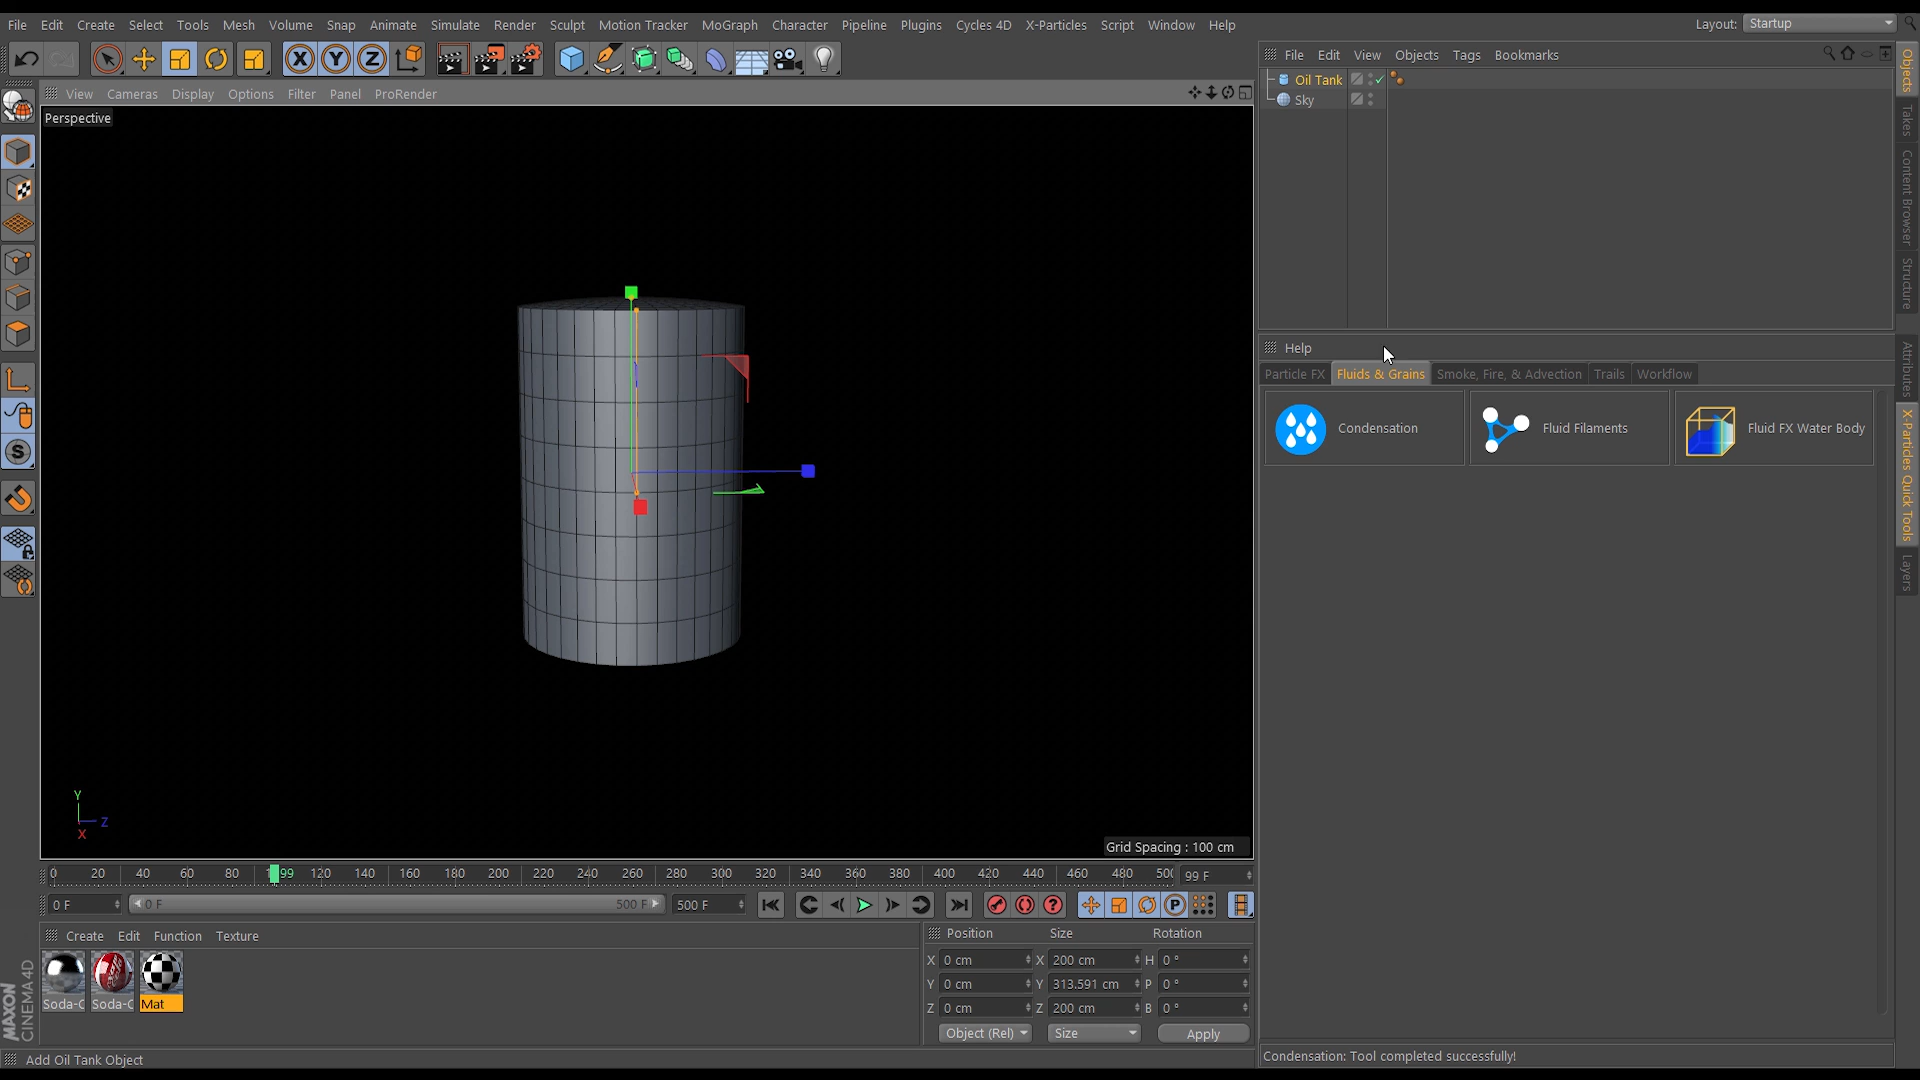 File Edit Create Select Tools Mesh Volume Snap Animate Simulate Render Sculpt Motion Tracker MoGraph Character Pipeline Plugins Cycles 4D X-Particles Script Window Help
Layout: Startup
X Y Z
File Edit View Objects Tags Bookmarks
Oil Tank
Sky
View Cameras Display Options Filter Panel ProRender
Perspective
Help
Particle FX Fluids & Grains Smoke, Fire, & Advection Trails Workflow
Condensation Fluid Filaments Fluid FX Water Body
Objects
Takes
Content Browser
Structure
Attributes
X-Particles Quick Tools
Layers
S
Y
Z
X
Grid Spacing : 100 cm
0 20 40 60 80 99 120 140 160 180 200 220 240 260 280 300 320 340 360 380 400 420 440 460 480 99 F
0 F 0 F 500 F 500 F P
Create Edit Function Texture
Soda-C Soda-C Mat
Position Size Rotation
X 0 cm X 200 cm H 0 °
Y 0 cm Y 313.591 cm P 0 °
Z 0 cm Z 200 cm B 0 °
Object (Rel) Size Apply
MAXON
CINEMA 4D
Add Oil Tank Object
Condensation: Tool completed successfully!